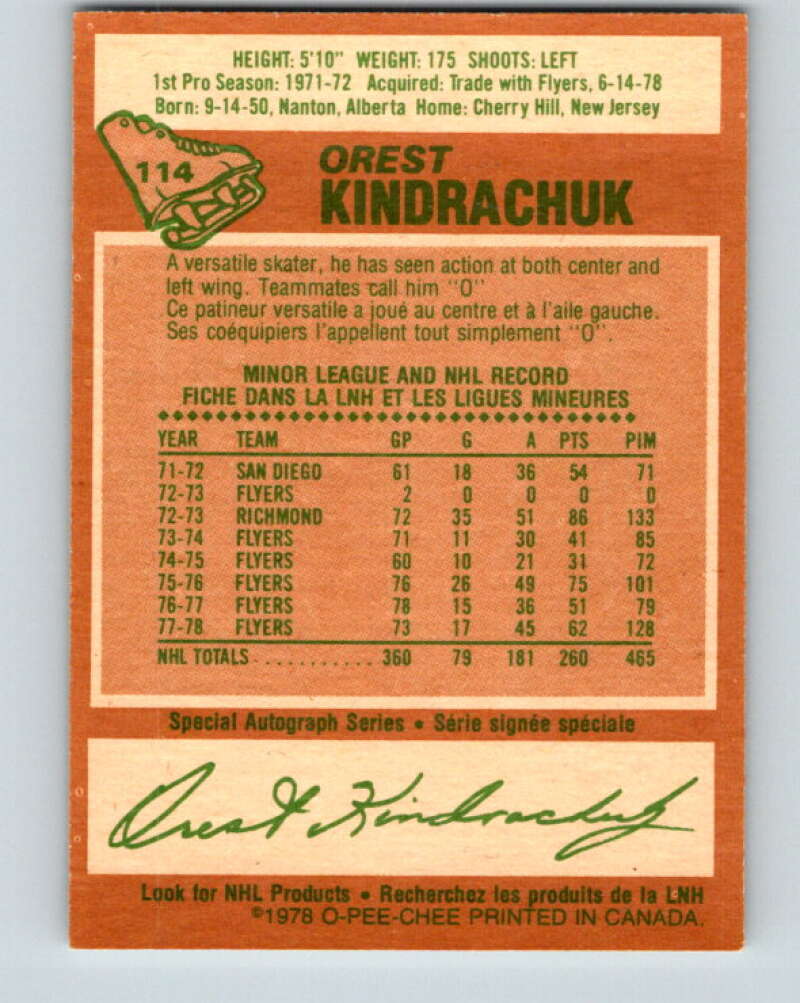 HEIGHT: 5'10" WEIGHT: 175 SHOOTS: LEFT
1st Pro Season: 1971-72 Acquired: Trade with Flyers, 6-14-78
Born: 9-14-50, Nanton, Alberta Home: Cherry Hill, New Jersey
114
OREST
KINDRACHUK
A versatile skater, he has seen action at both center and
left wing. Teammates call him "O"
Ce patineur versatile a joué au centre et à l'aile gauche.
Ses coéquipiers l'appellent tout simplement "O".
MINOR LEAGUE AND NHL RECORD
FICHE DANS LA LNH ET LES LIGUES MINEURES
YEAR TEAM GP G A PTS PIM
71-72 SAN DIEGO 61 18 36 54 71
72-73 FLYERS 2 0 0 0 0
72-73 RICHMOND 72 35 51 86 133
73-74 FLYERS 71 11 30 41 85
74-75 FLYERS 60 10 21 31 72
75-76 FLYERS 76 26 49 75 101
76-77 FLYERS 78 15 36 51 79
77-78 FLYERS 73 17 45 62 128
NHL TOTALS........... 360 79 181 260 465
Special Autograph Series • Série signée spéciale
Orest Kindrachuk
Look for NHL Products • Recherchez les produits de la LNH
©1978 O-PEE-CHEE PRINTED IN CANADA.